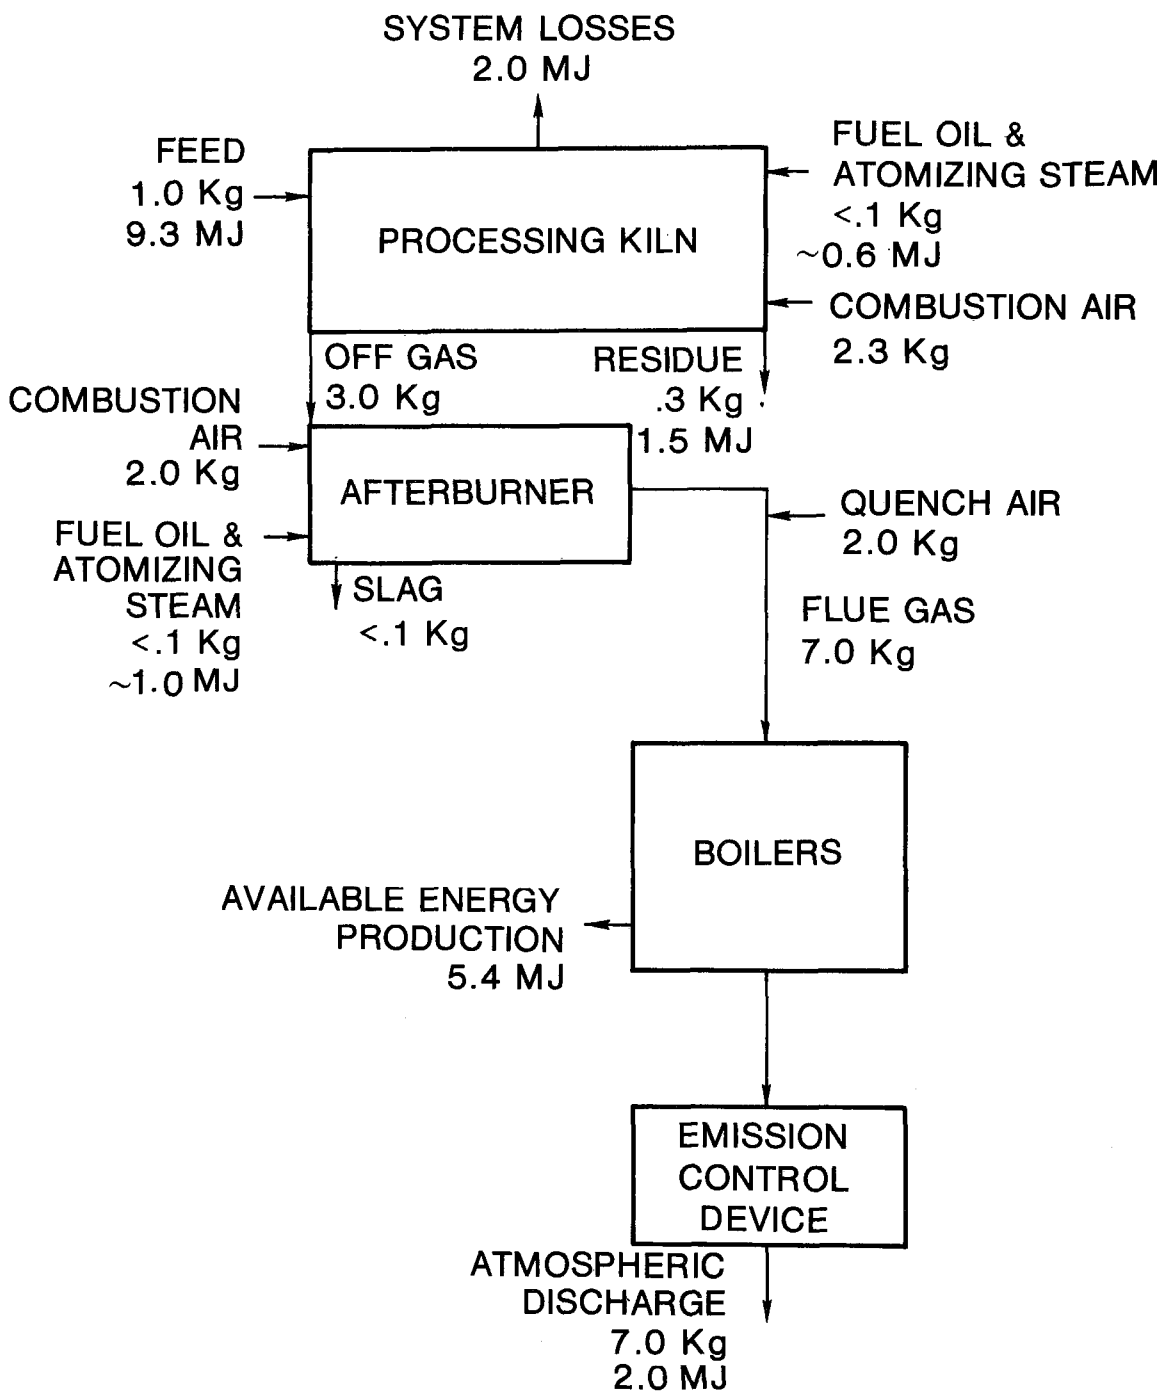 SYSTEM LOSSES
2.0 MJ
FEED
1.0 Kg
9.3 MJ
FUEL OIL &
ATOMIZING STEAM
<.1 Kg
~0.6 MJ
PROCESSING KILN
COMBUSTION AIR
2.3 Kg
OFF GAS
3.0 Kg
RESIDUE
.3 Kg
1.5 MJ
COMBUSTION
AIR
2.0 Kg
AFTERBURNER
QUENCH AIR
2.0 Kg
FUEL OIL &
ATOMIZING
STEAM
<.1 Kg
~1.0 MJ
SLAG
<.1 Kg
FLUE GAS
7.0 Kg
BOILERS
AVAILABLE ENERGY
PRODUCTION
5.4 MJ
EMISSION
CONTROL
DEVICE
ATMOSPHERIC
DISCHARGE
7.0 Kg
2.0 MJ